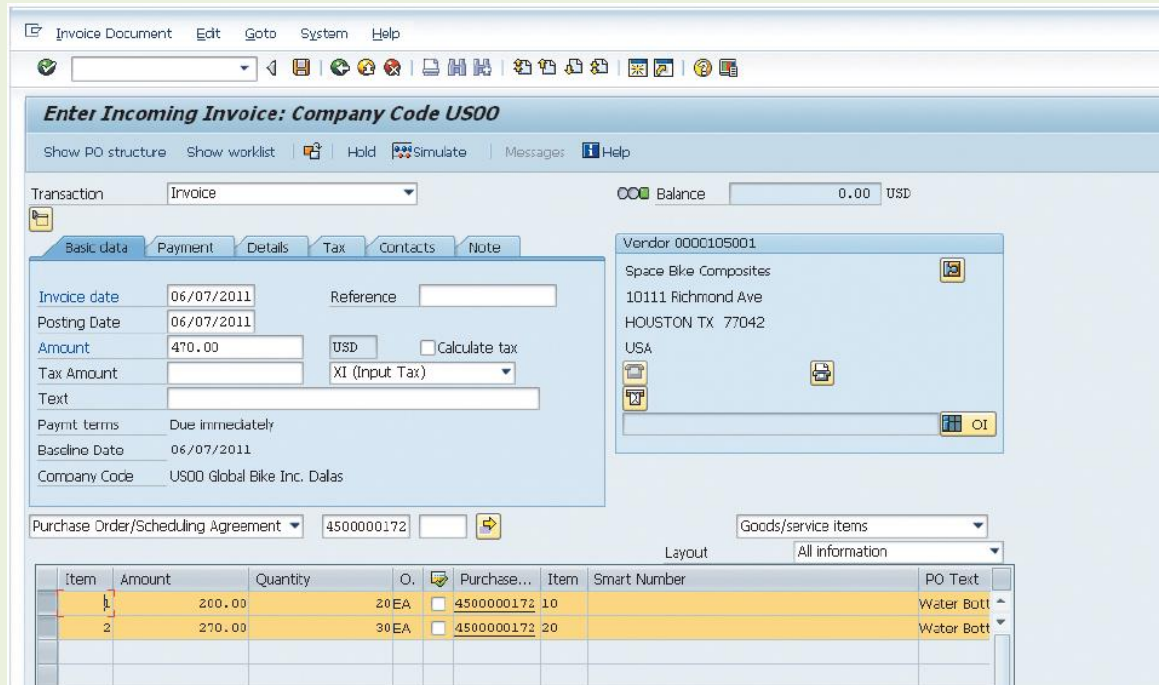 Invoice Document Edit Goto System Help
Enter Incoming Invoice: Company Code US00
Show PO structure Show worklist Hold Simulate Messages Help
Transaction Invoice Balance 0.00 USD
Basic data Payment Details Tax Contacts Note
Vendor 0000105001
Space Bike Composites
Invoice date 06/07/2011 Reference
10111 Richmond Ave
Posting Date 06/07/2011
HOUSTON TX 77042
Amount 470.00 USD Calculate tax
USA
Tax Amount XI (Input Tax)
Text
Paymt terms Due immediately
OI
Baseline Date 06/07/2011
Company Code US00 Global Bike Inc. Dallas
Purchase Order/Scheduling Agreement 4500000172 Goods/service items
Layout All information
Item Amount Quantity O. Purchase... Item Smart Number PO Text
1 200.00 20 EA 4500000172 10 Water Bott
2 270.00 30 EA 4500000172 20 Water Bott